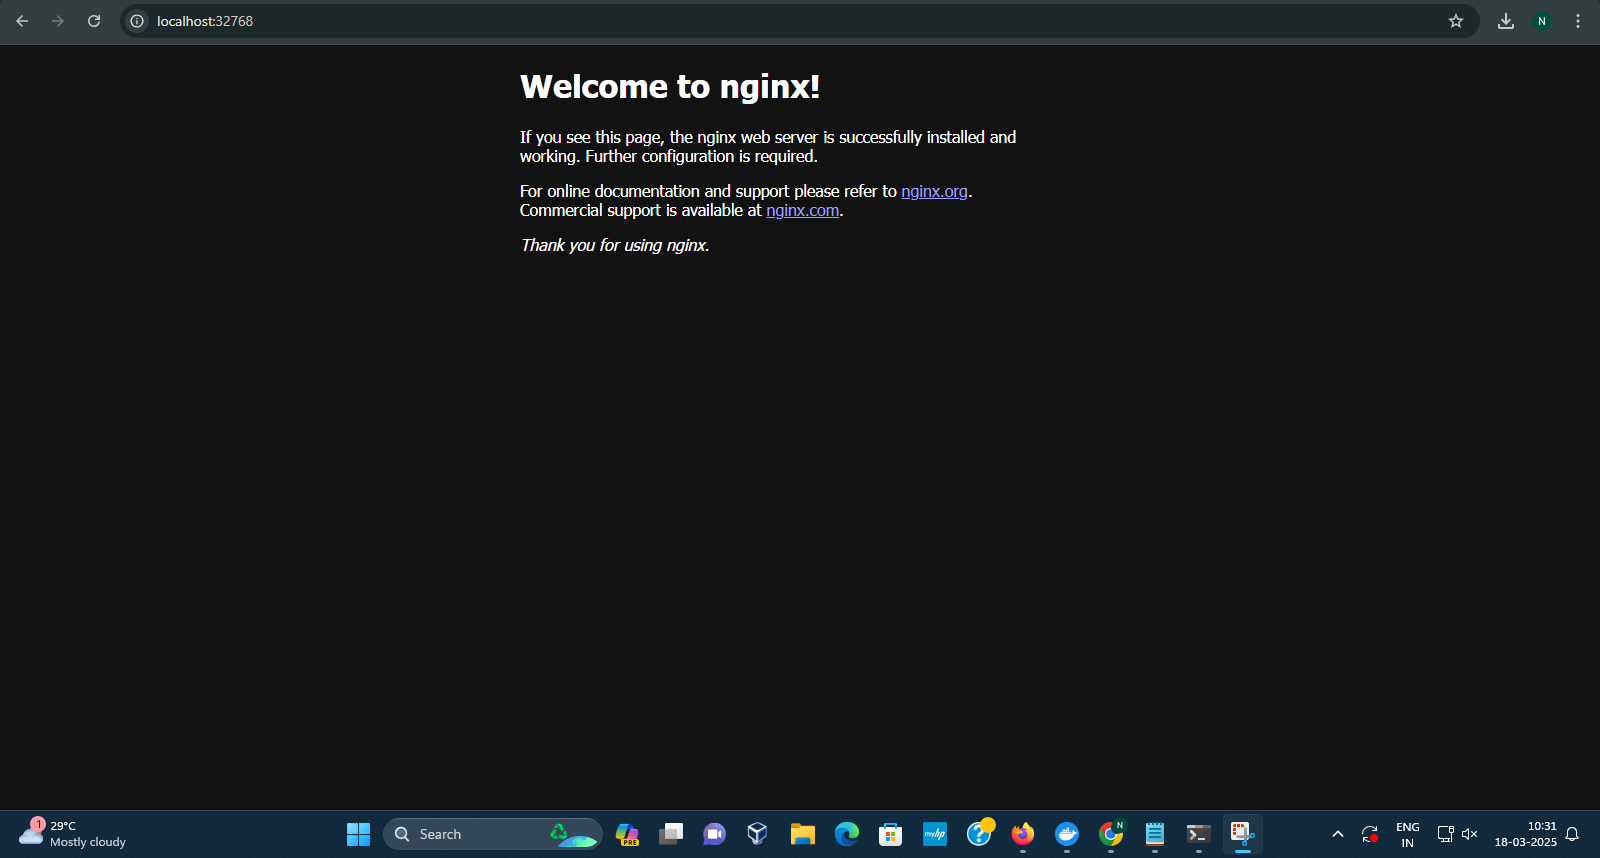 localhost:32768
N
Welcome to nginx!
If you see this page, the nginx web server is successfully installed and
working. Further configuration is required.
For online documentation and support please refer to nginx.org.
Commercial support is available at nginx.com.
Thank you for using nginx.
1
29°C
Mostly cloudy
Search
PRE
myhp
N
ENG
IN
10:31
18-03-2025